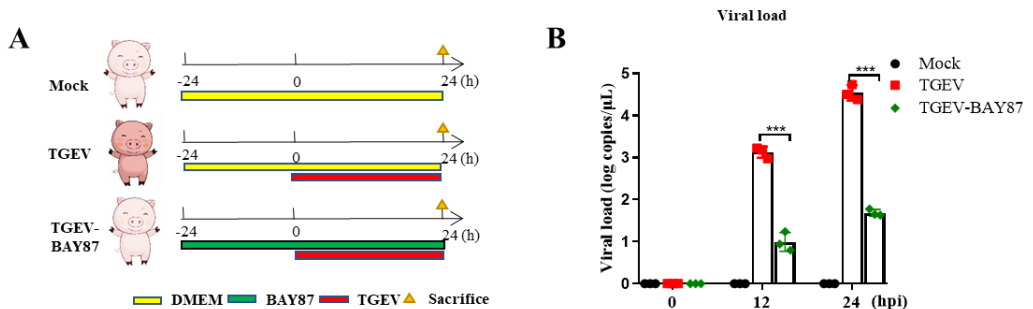 A
Mock
-24
0
24 (h)
TGEV
-24
0
24 (h)
TGEV-
BAY87
-24
0
24 (h)
DMEM BAY87 TGEV Sacrifice
Viral load
B
Mock
TGEV
TGEV-BAY87
Viral load (log copies/μL)
5
4
3
2
1
0
***
***
0 12 24 (hpi)